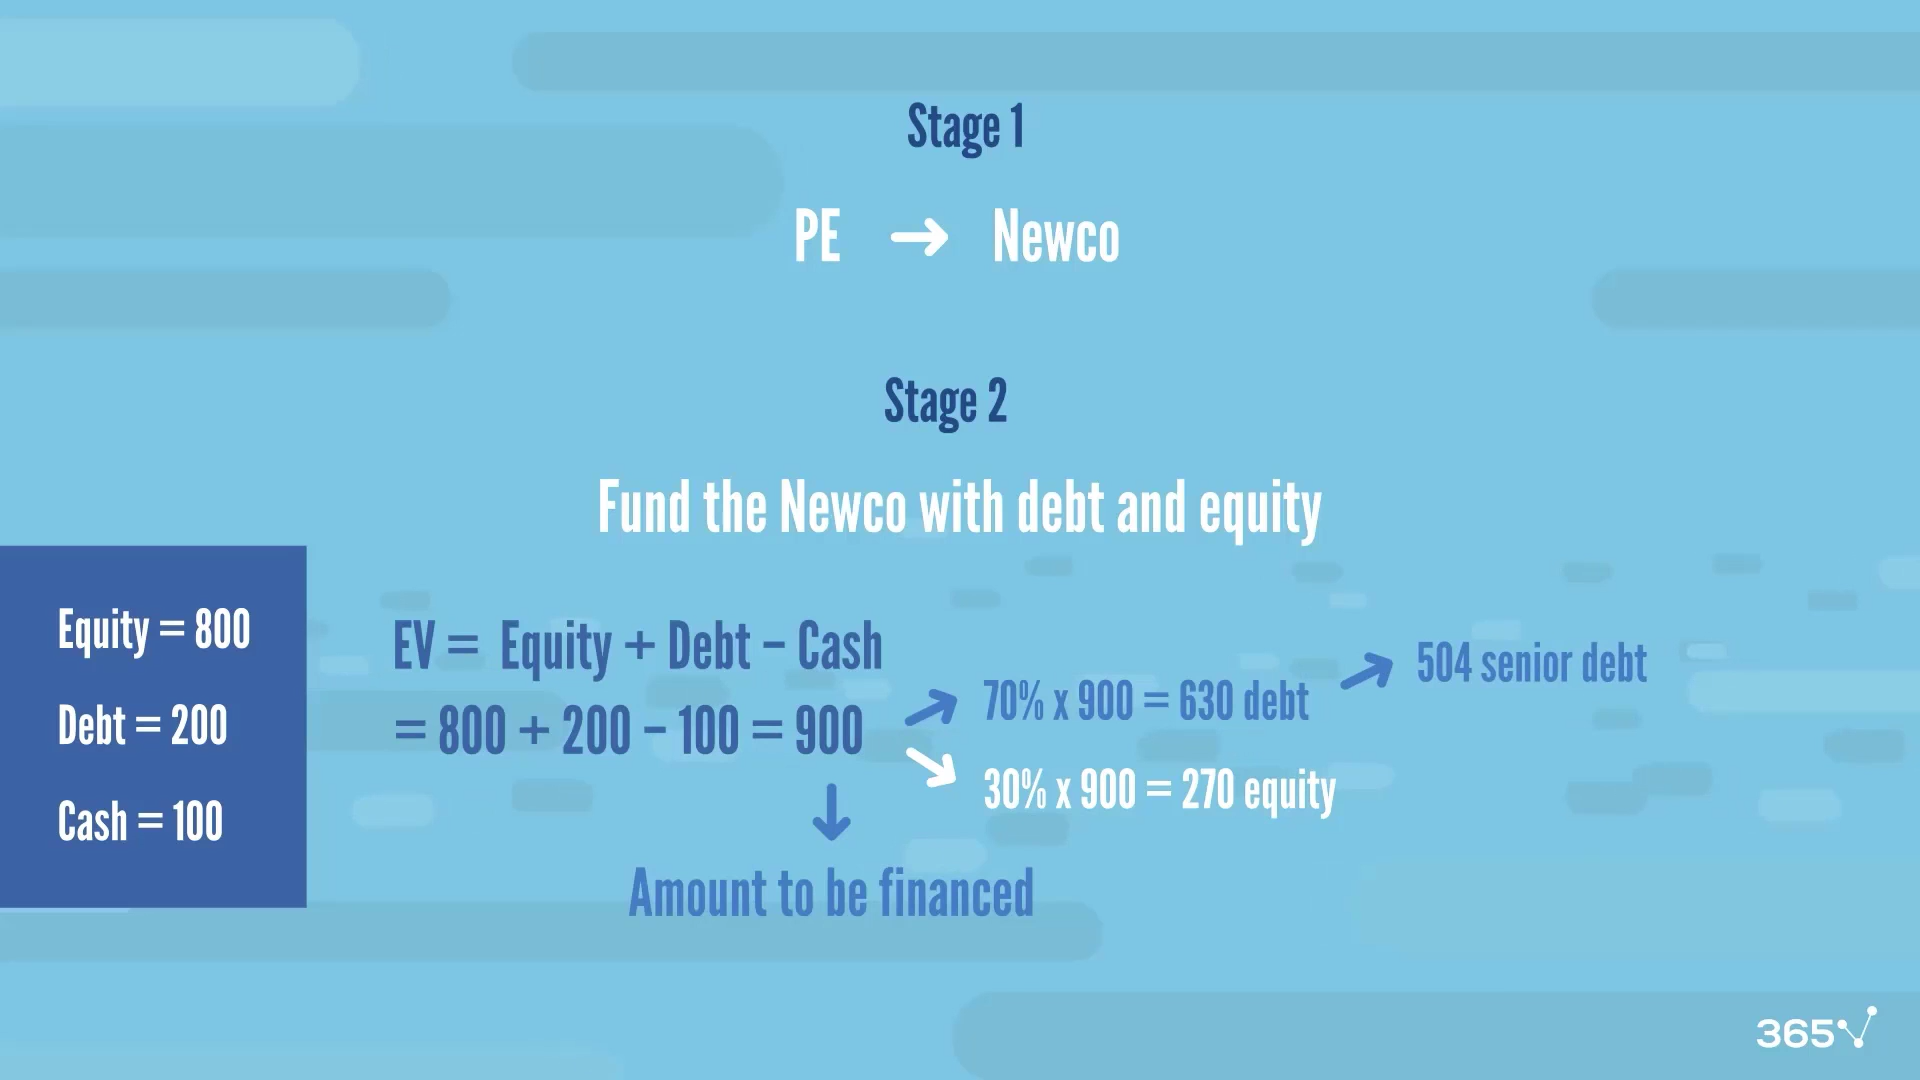 Stage 1
PE → Newco
Stage 2
Fund the Newco with debt and equity
Equity = 800
Debt = 200
Cash = 100
EV = Equity + Debt – Cash
= 800 + 200 – 100 = 900
70% x 900 = 630 debt
504 senior debt
30% x 900 = 270 equity
Amount to be financed
365